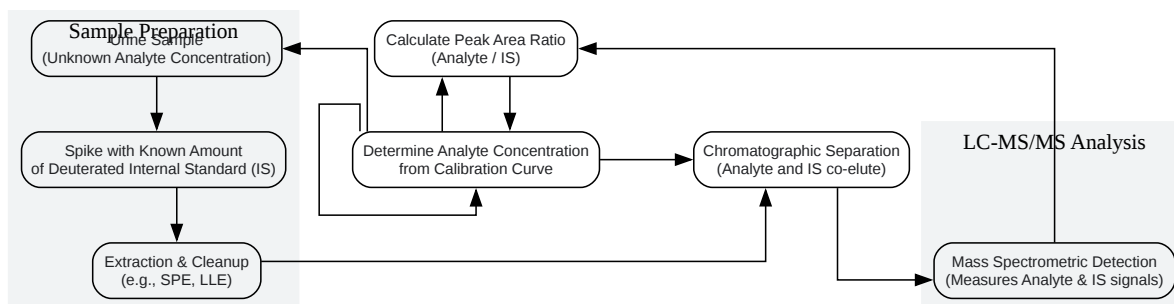 Sample Preparation
Urine Sample
(Unknown Analyte Concentration)
Spike with Known Amount
of Deuterated Internal Standard (IS)
Extraction & Cleanup
(e.g., SPE, LLE)
Calculate Peak Area Ratio
(Analyte / IS)
Determine Analyte Concentration
from Calibration Curve
Chromatographic Separation
(Analyte and IS co-elute)
LC-MS/MS Analysis
Mass Spectrometric Detection
(Measures Analyte & IS signals)